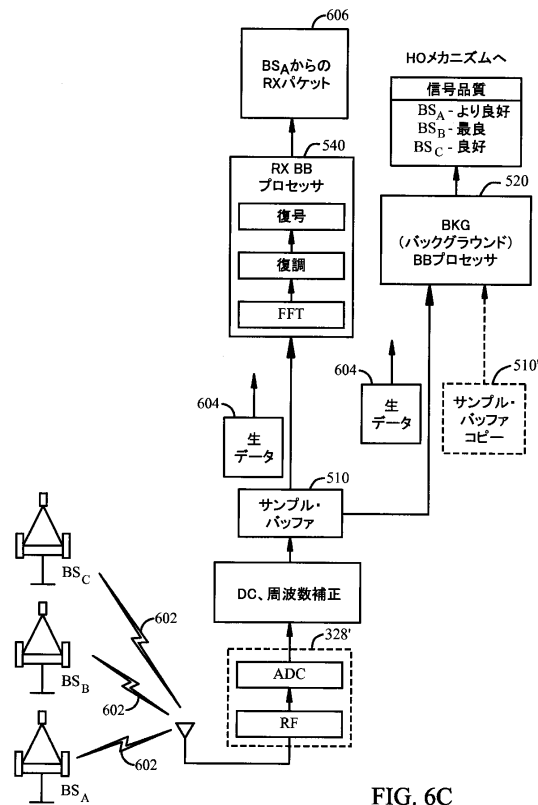 606
BSAからの
RXパケット
HOメカニズムへ
信号品質
BSA - より良好
BSB - 最良
BSC - 良好
540
RX BB
プロセッサ
復号
復調
FFT
520
BKG
(バックグラウンド)
BBプロセッサ
604
生
データ
604
生
データ
510'
サンプル・
バッファ
コピー
510
サンプル・
バッファ
DC、周波数補正
328'
ADC
RF
BSC
602
BSB
602
BSA
602
FIG. 6C